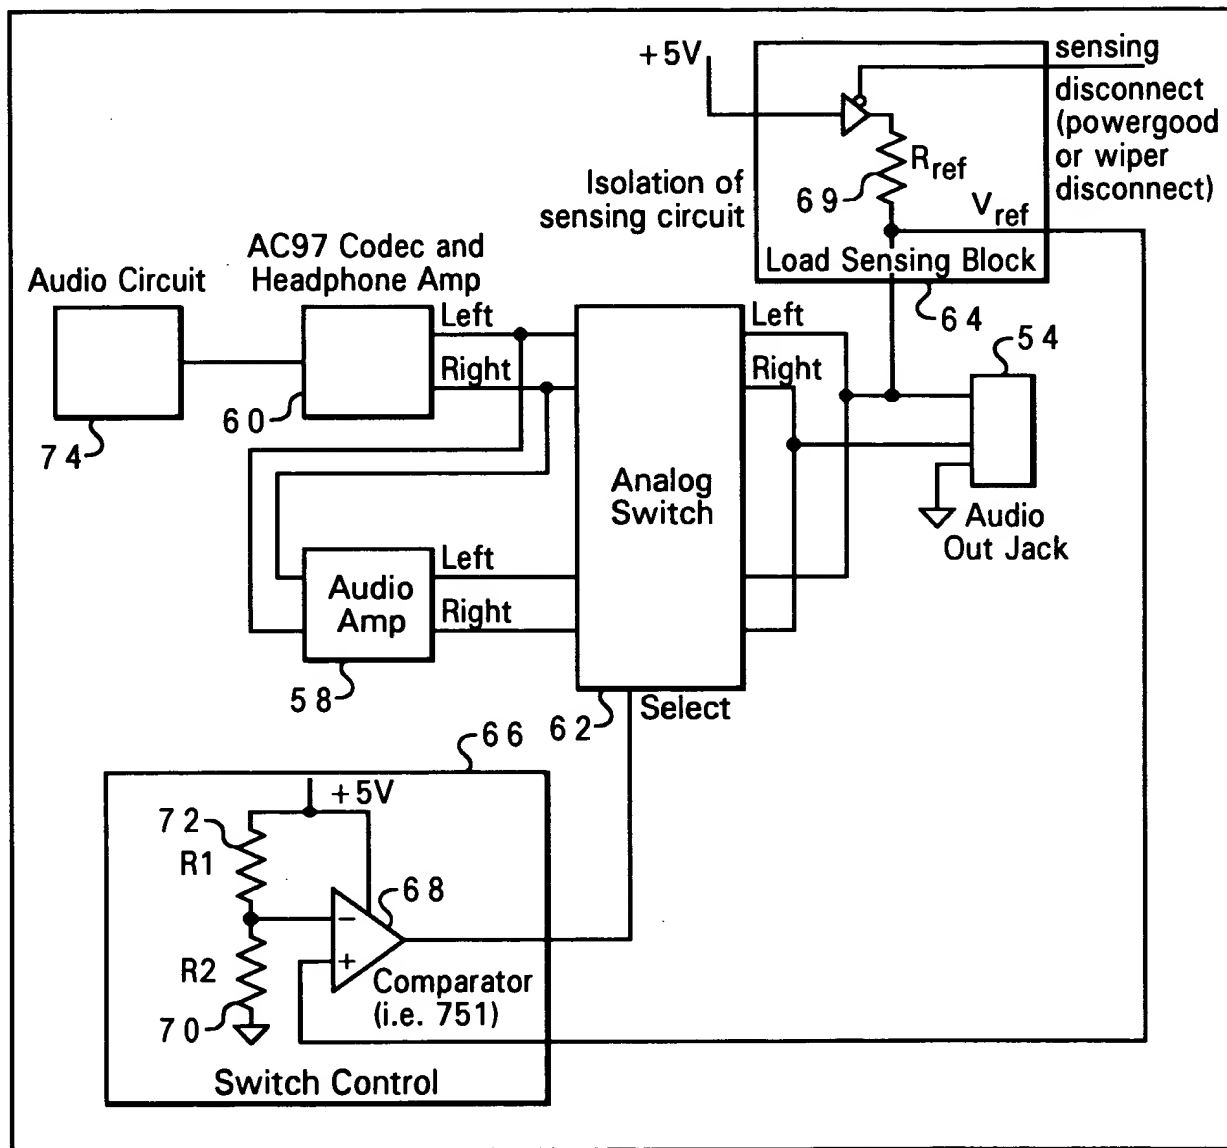 +5V
sensing
disconnect
(powergood
or wiper
disconnect)
Rref
69
Vref
Isolation of
sensing circuit
Load Sensing Block
64
AC97 Codec and
Headphone Amp
Audio Circuit
Left
Right
60
74
Left
Right
54
Analog
Switch
Audio
Out Jack
Audio
Amp
Left
Right
58
62
Select
66
+5V
72
R1
68
R2
70
−
+
Comparator
(i.e. 751)
Switch Control